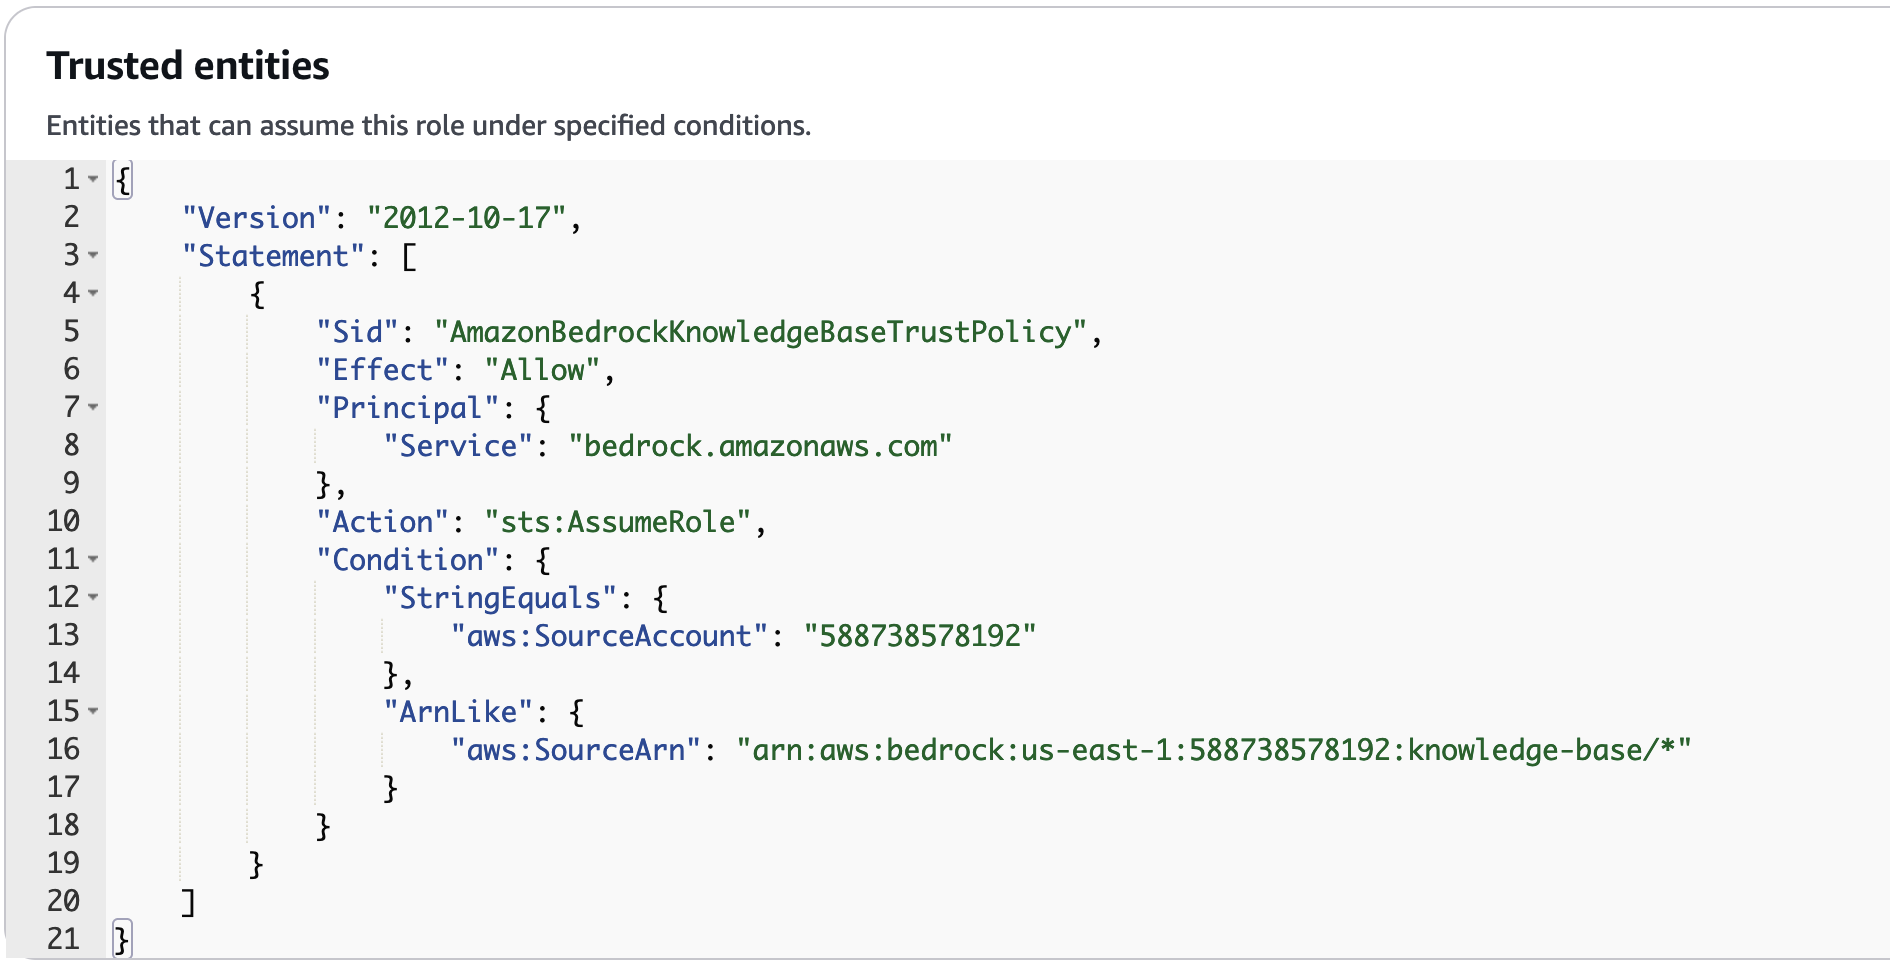 Trusted entities
Entities that can assume this role under specified conditions.
1 {
2     "Version": "2012-10-17",
3     "Statement": [
4         {
5             "Sid": "AmazonBedrockKnowledgeBaseTrustPolicy",
6             "Effect": "Allow",
7             "Principal": {
8                 "Service": "bedrock.amazonaws.com"
9             },
10             "Action": "sts:AssumeRole",
11             "Condition": {
12                 "StringEquals": {
13                     "aws:SourceAccount": "588738578192"
14                 },
15                 "ArnLike": {
16                     "aws:SourceArn": "arn:aws:bedrock:us-east-1:588738578192:knowledge-base/*"
17                 }
18             }
19         }
20     ]
21 }